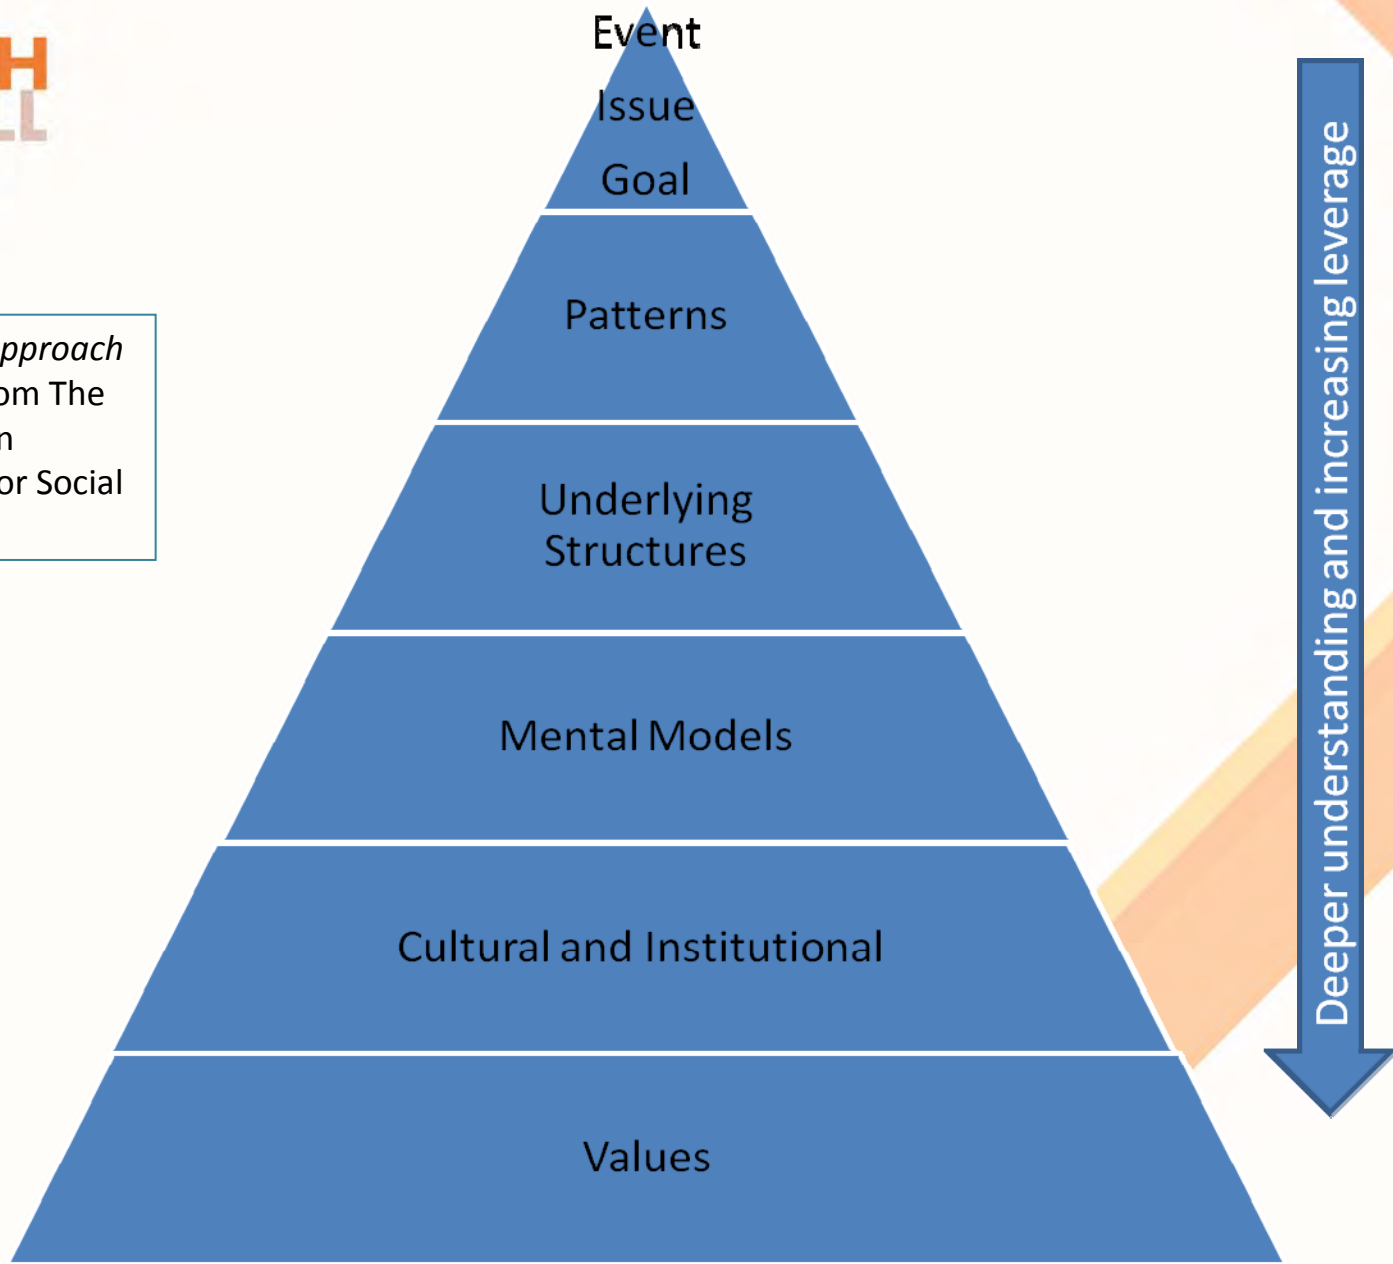 Event
Issue
Goal
Patterns
Underlying
Structures
Mental Models
Cultural and Institutional
Values
Deeper understanding and increasing leverage
H
LL
pproach
om The
n
or Social